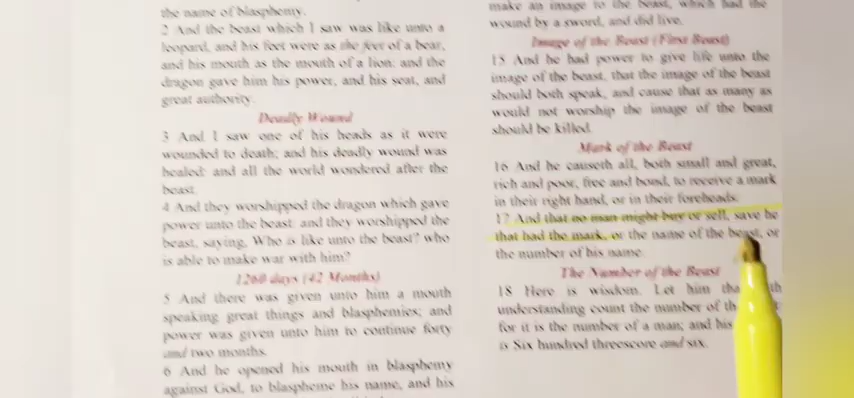 the name of blasphemy.
2 And the beast which I saw was like unto a
leopard, and his feet were as the feet of a bear,
and his mouth as the mouth of a lion: and the
dragon gave him his power, and his seat, and
great authority.
Deadly Wound
3 And I saw one of his heads as it were
wounded to death; and his deadly wound was
healed: and all the world wondered after the
beast.
4 And they worshipped the dragon which gave
power unto the beast: and they worshipped the
beast, saying, Who is like unto the beast? who
is able to make war with him?
1260 days (42 Months)
5 And there was given unto him a mouth
speaking great things and blasphemies; and
power was given unto him to continue forty
and two months.
6 And he opened his mouth in blasphemy
against God, to blaspheme his name, and his
make an image to the beast, which had the
wound by a sword, and did live.
Image of the Beast (First Beast)
15 And he had power to give life unto the
image of the beast, that the image of the beast
should both speak, and cause that as many as
would not worship the image of the beast
should be killed.
Mark of the Beast
16 And he causeth all, both small and great,
rich and poor, free and bond, to receive a mark
in their right hand, or in their foreheads:
17 And that no man might buy or sell, save he
that had the mark, or the name of the beast, or
the number of his name.
The Number of the Beast
18 Here is wisdom. Let him
understanding count the number of
for it is the number of a man; and his
is Six hundred threescore and six.